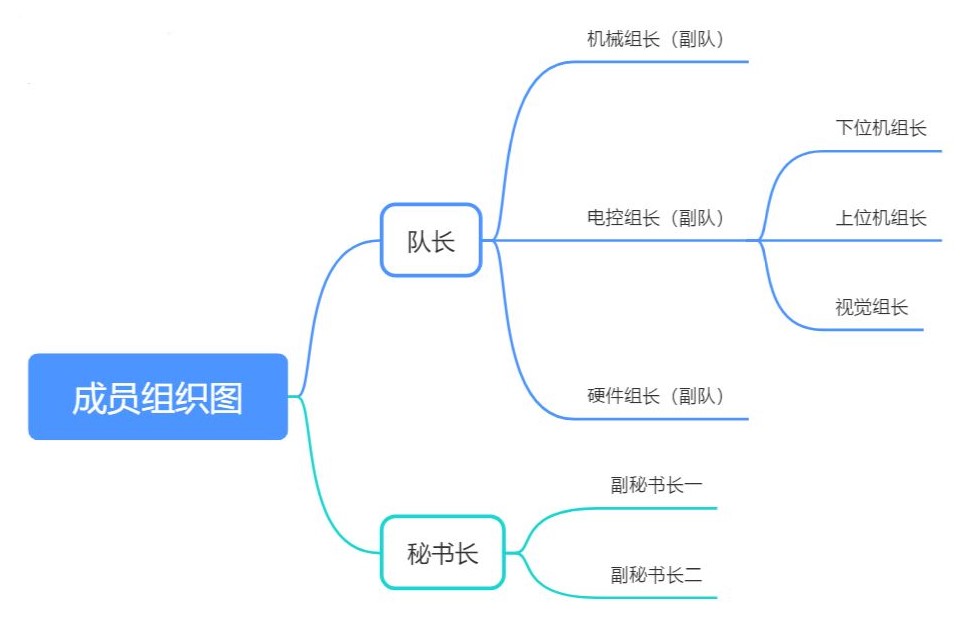 成员组织图
队长
机械组长（副队）
电控组长（副队）
下位机组长
上位机组长
视觉组长
硬件组长（副队）
秘书长
副秘书长一
副秘书长二